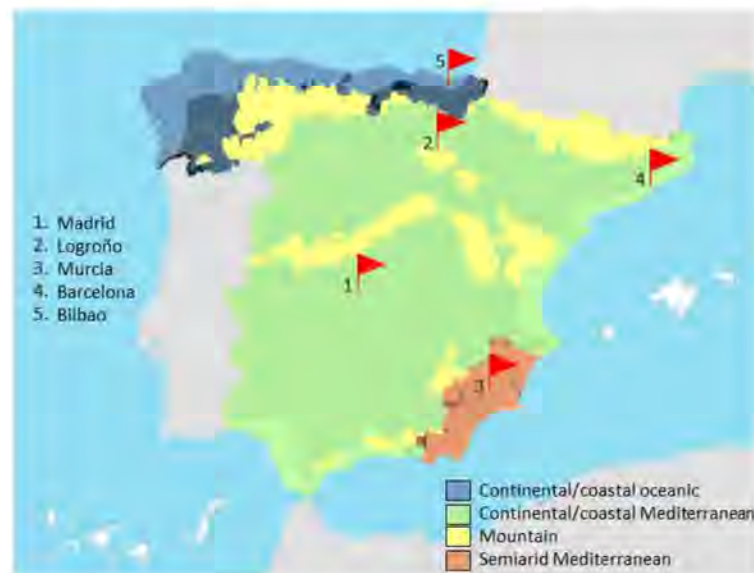 5
2
4
1. Madrid
2. Logroño
3. Murcia
4. Barcelona
5. Bilbao
1
3
Continental/coastal oceanic
Continental/coastal Mediterranean
Mountain
Semiarid Mediterranean